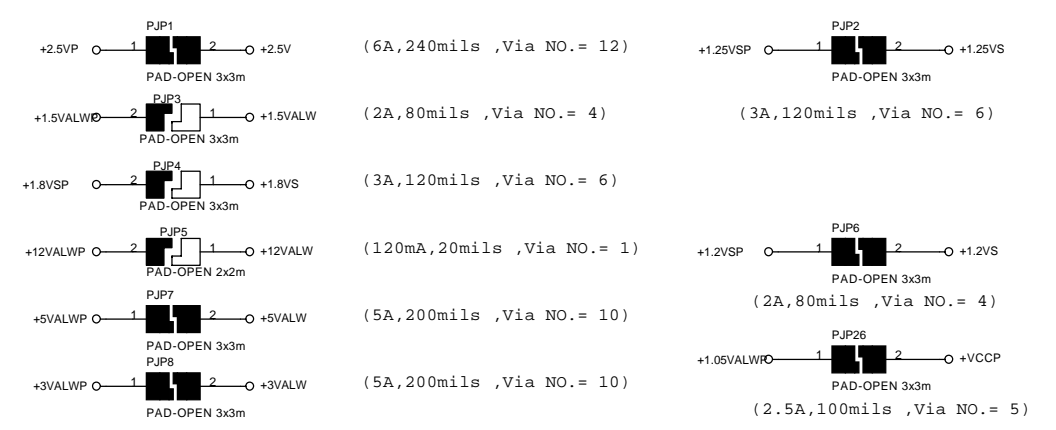 PJP1
+2.5VP 1 2 +2.5V (6A,240mils ,Via NO.= 12)
PAD-OPEN 3x3m
PJP3
+1.5VALWP 2 1 +1.5VALW (2A,80mils ,Via NO.= 4)
PAD-OPEN 3x3m
PJP4
+1.8VSP 2 1 +1.8VS (3A,120mils ,Via NO.= 6)
PAD-OPEN 3x3m
PJP5
+12VALWP 2 1 +12VALW (120mA,20mils ,Via NO.= 1)
PAD-OPEN 2x2m
PJP7
+5VALWP 1 2 +5VALW (5A,200mils ,Via NO.= 10)
PAD-OPEN 3x3m
PJP8
+3VALWP 1 2 +3VALW (5A,200mils ,Via NO.= 10)
PAD-OPEN 3x3m
PJP2
+1.25VSP 1 2 +1.25VS
PAD-OPEN 3x3m
(3A,120mils ,Via NO.= 6)
PJP6
+1.2VSP 1 2 +1.2VS
PAD-OPEN 3x3m
(2A,80mils ,Via NO.= 4)
PJP26
+1.05VALWP 1 2 +VCCP
PAD-OPEN 3x3m
(2.5A,100mils ,Via NO.= 5)